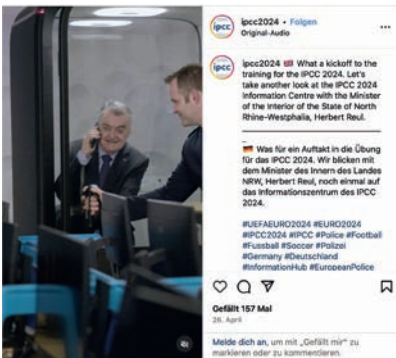 ipcc2024 • Folgen
Original-Audio
ipcc
ipcc2024 🇬🇧 What a kickoff to the
training for the IPCC 2024. Let's
take another look at the IPCC 2024
Information Centre with the Minister
of the Interior of the State of North
Rhine-Westphalia, Herbert Reul.
🇩🇪 Was für ein Auftakt in die Übung
für das IPCC 2024. Wir blicken mit
dem Minister des Innern des Landes
NRW, Herbert Reul, noch einmal auf
das Informationszentrum des IPCC
2024.
#UEFAEURO2024 #EURO2024
#IPCC2024 #IPCC #Police #Football
#Fussball #Soccer #Polizei
#Germany #Deutschland
#InformationHub #EuropeanPolice
Gefällt 157 Mal
26. April
Melde dich an, um mit „Gefällt mir“ zu
markieren oder zu kommentieren.